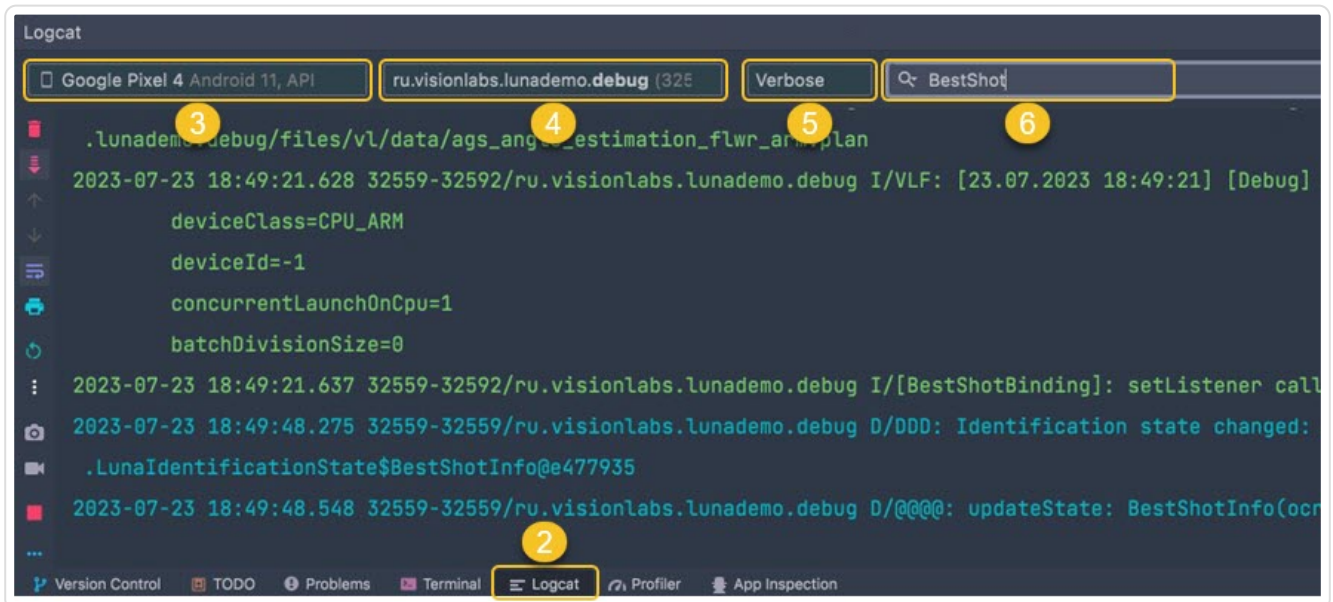 Logcat
Google Pixel 4 Android 11, API
ru.visionlabs.lunademo.debug (325
Verbose
BestShot
3
4
5
6
.lunademo.debug/files/vl/data/ags_angle_estimation_flwr_arm.plan
2023-07-23 18:49:21.628 32559-32592/ru.visionlabs.lunademo.debug I/VLF: [23.07.2023 18:49:21] [Debug]
deviceClass=CPU_ARM
deviceId=-1
concurrentLaunchOnCpu=1
batchDivisionSize=0
2023-07-23 18:49:21.637 32559-32592/ru.visionlabs.lunademo.debug I/[BestShotBinding]: setListener call
2023-07-23 18:49:48.275 32559-32559/ru.visionlabs.lunademo.debug D/DDD: Identification state changed:
.LunaIdentificationState$BestShotInfo@e477935
2023-07-23 18:49:48.548 32559-32559/ru.visionlabs.lunademo.debug D/@@@@: updateState: BestShotInfo(ocr
2
Version Control
TODO
Problems
Terminal
Logcat
Profiler
App Inspection